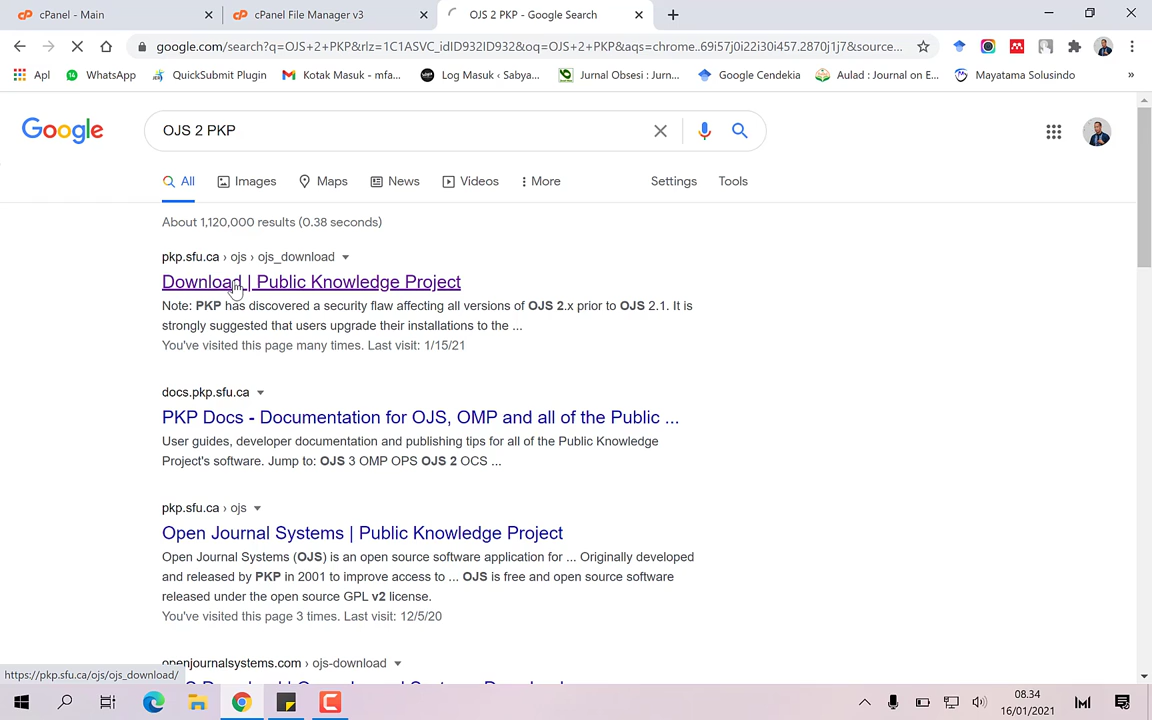 cPanel - Main
cPanel File Manager v3
OJS 2 PKP - Google Search
google.com/search?q=OJS+2+PKP&rlz=1C1ASVC_idID932ID932&oq=OJS+2+PKP&aqs=chrome..69i57j0i22i30i457.2870j1j7&source...
Apl
WhatsApp
QuickSubmit Plugin
Kotak Masuk - mfa...
Log Masuk ‹ Sabya...
Jurnal Obsesi : Jurn...
Google Cendekia
Aulad : Journal on E...
Mayatama Solusindo
»
Google
OJS 2 PKP
All
Images
Maps
News
Videos
More
Settings
Tools
About 1,120,000 results (0.38 seconds)
pkp.sfu.ca › ojs › ojs_download
Download | Public Knowledge Project
Note: PKP has discovered a security flaw affecting all versions of OJS 2.x prior to OJS 2.1. It is
strongly suggested that users upgrade their installations to the ...
You've visited this page many times. Last visit: 1/15/21
docs.pkp.sfu.ca
PKP Docs - Documentation for OJS, OMP and all of the Public ...
User guides, developer documentation and publishing tips for all of the Public Knowledge
Project's software. Jump to: OJS 3 OMP OPS OJS 2 OCS ...
pkp.sfu.ca › ojs
Open Journal Systems | Public Knowledge Project
Open Journal Systems (OJS) is an open source software application for ... Originally developed
and released by PKP in 2001 to improve access to ... OJS is free and open source software
released under the open source GPL v2 license.
You've visited this page 3 times. Last visit: 12/5/20
openjournalsystems.com › ojs-download
https://pkp.sfu.ca/ojs/ojs_download/
08.34
16/01/2021